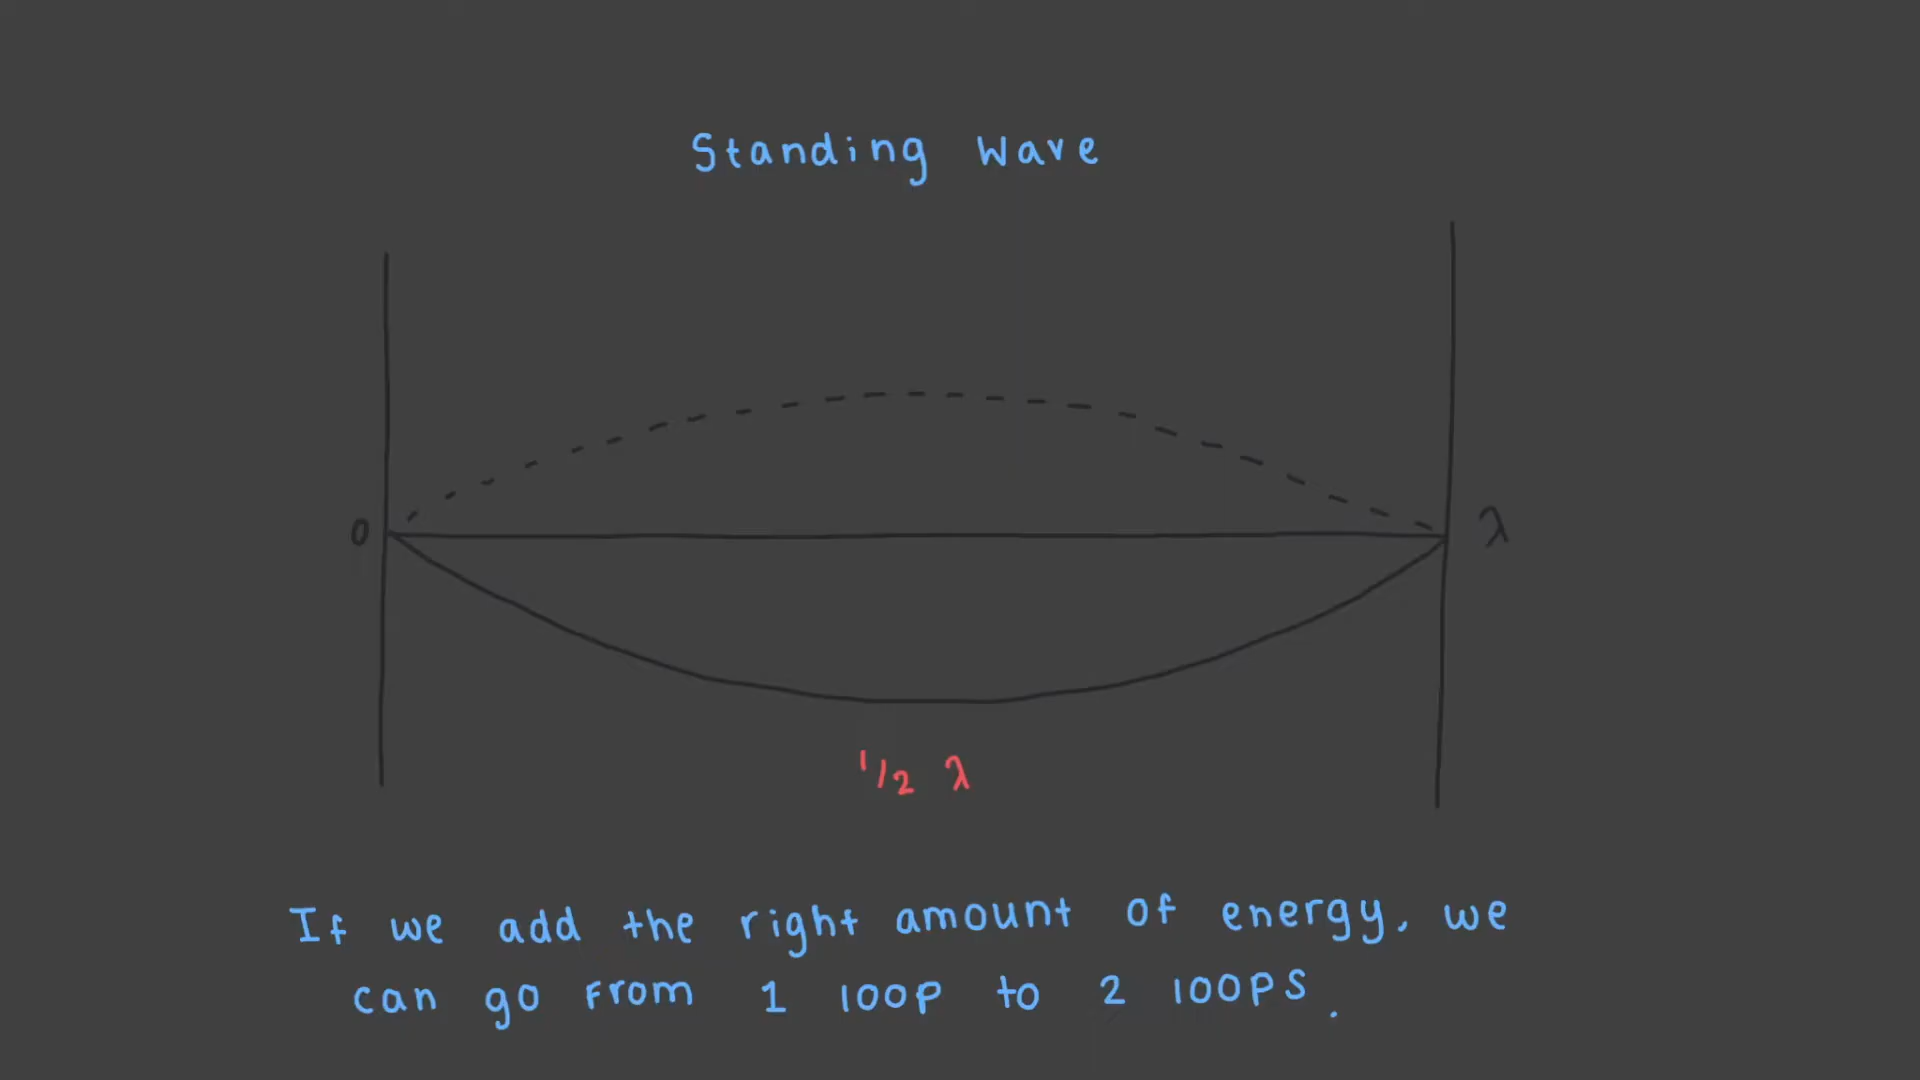 Standing Wave
0
λ
1/2 λ
If we add the right amount of energy, we
can go from 1 loop to 2 loops.